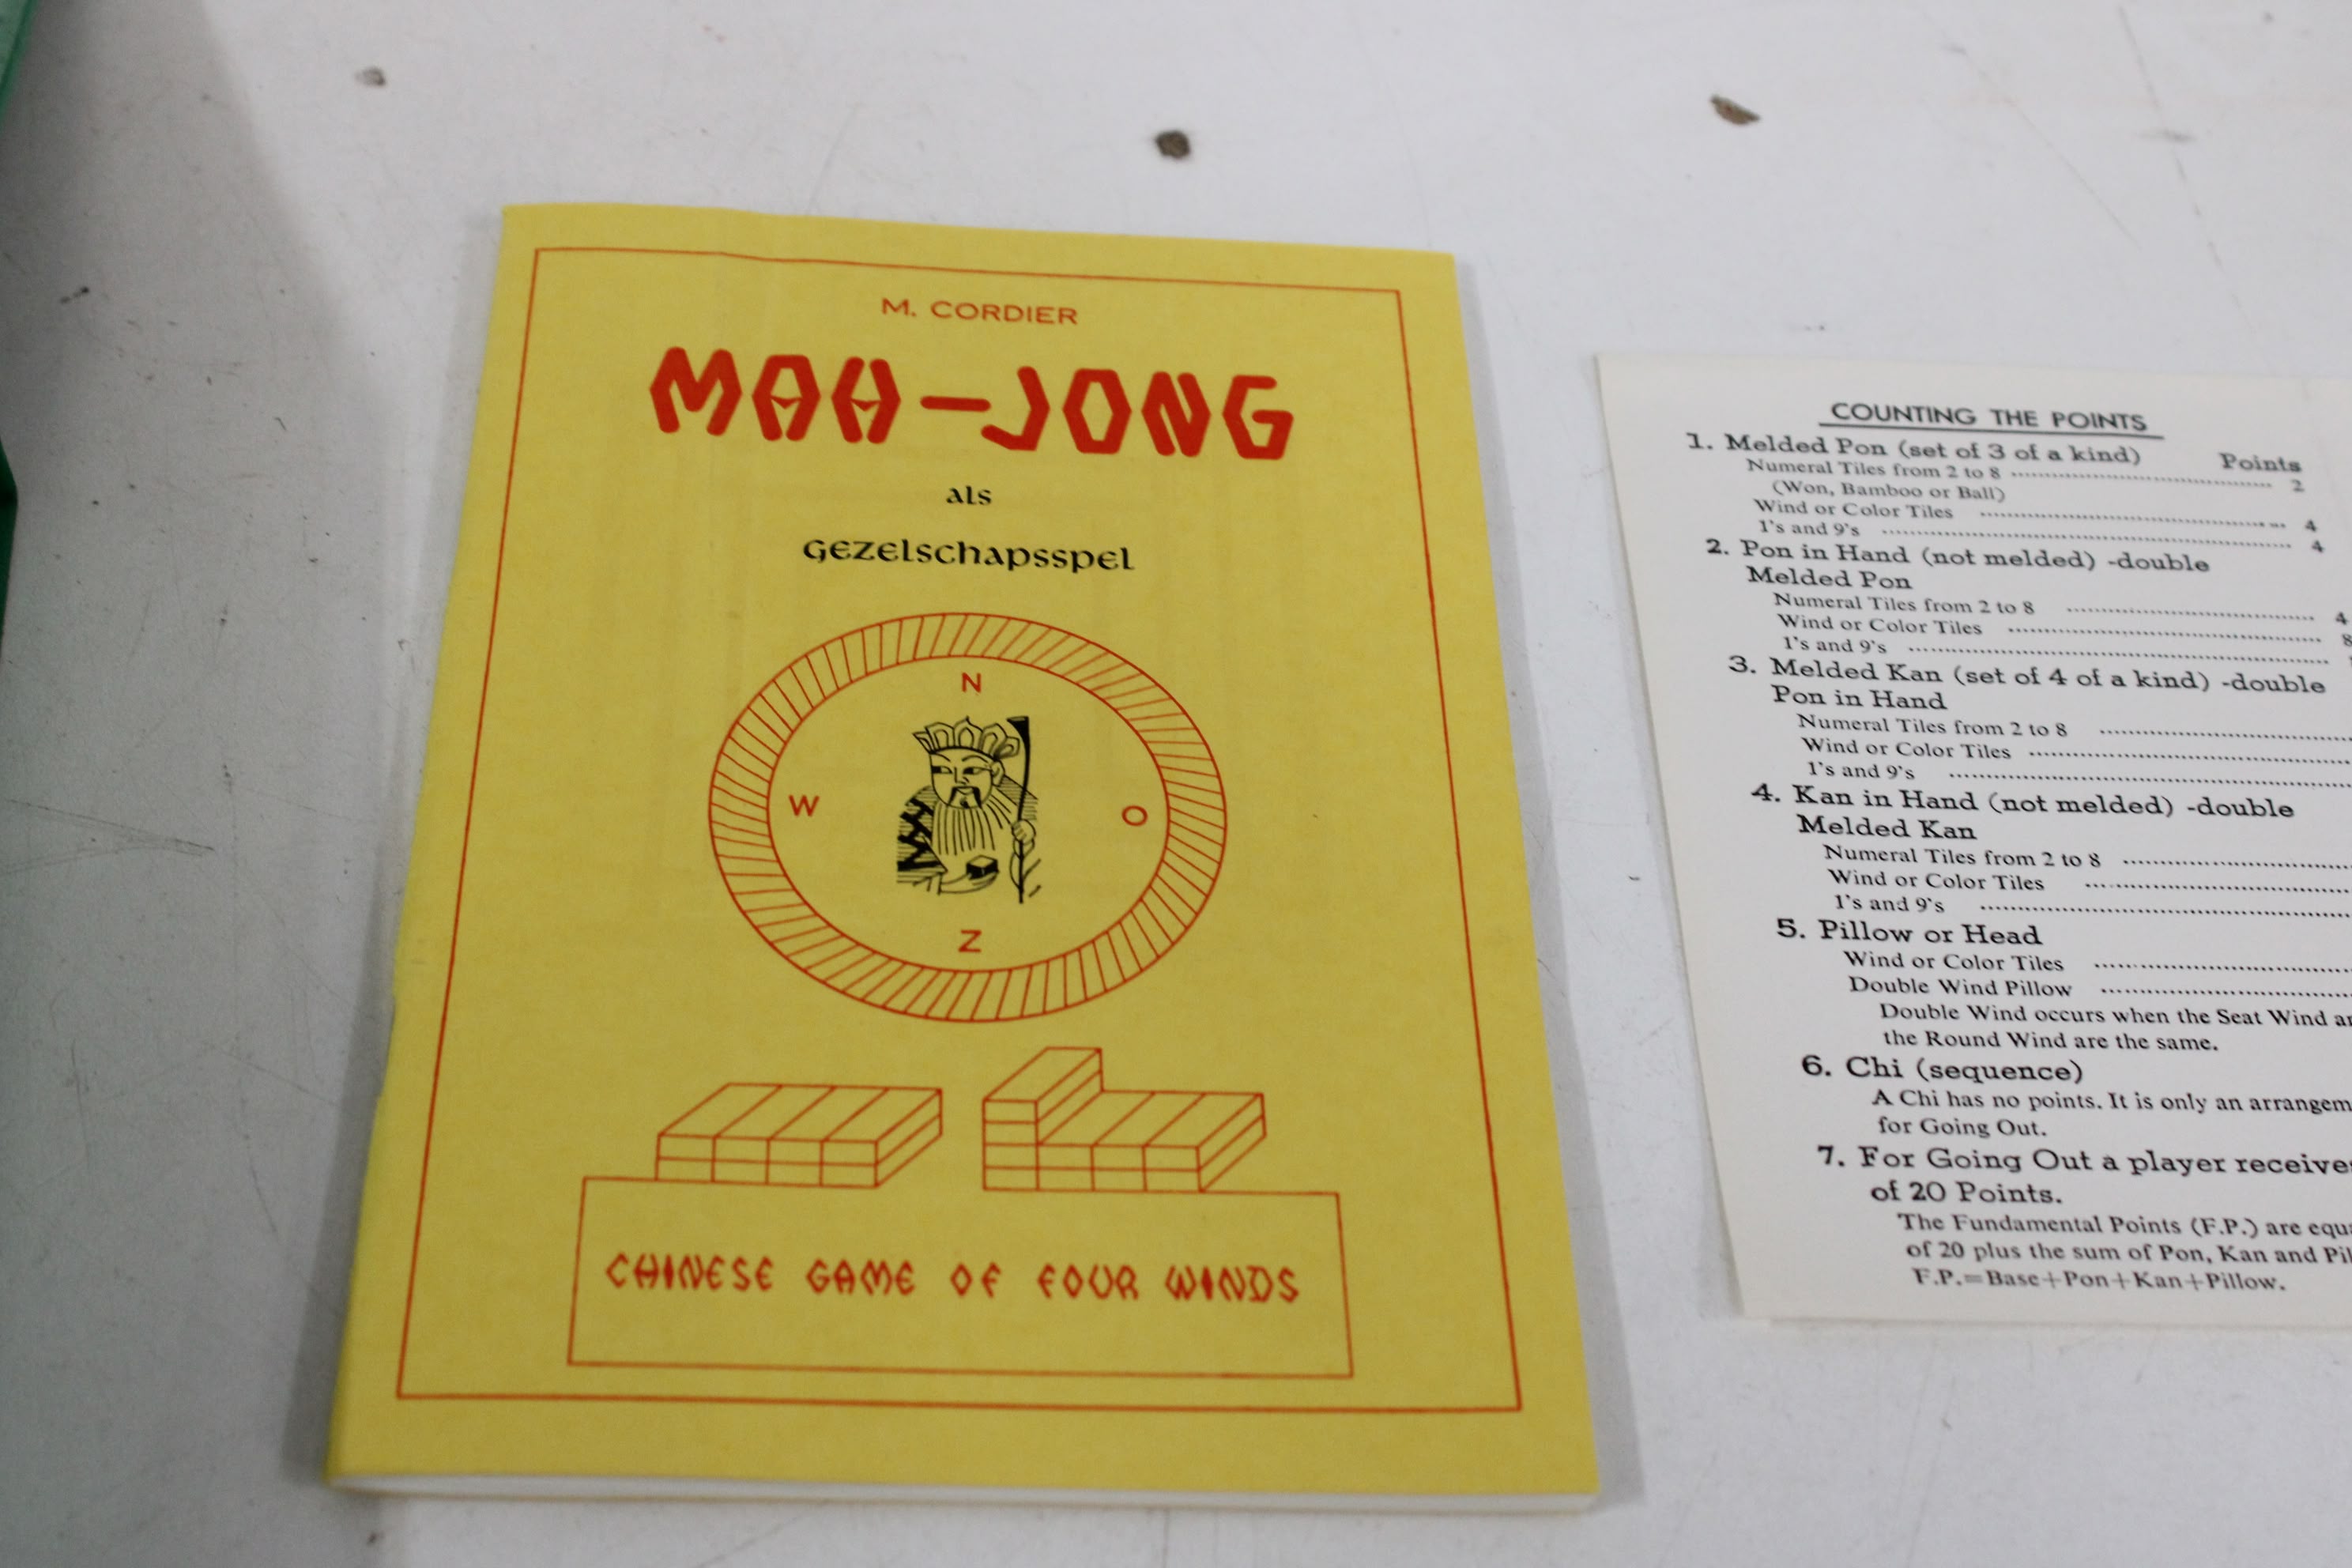 M. CORDIER
MAH-JONG
als
GEZELSCHAPSSPEL
N
W
O
Z
CHINESE GAME OF FOUR WINDS
COUNTING THE POINTS
1. Melded Pon (set of 3 of a kind) Points
Numeral Tiles from 2 to 8 .................... 2
(Won, Bamboo or Ball)
Wind or Color Tiles .................... 4
1's and 9's .................... 4
2. Pon in Hand (not melded) -double
Melded Pon
Numeral Tiles from 2 to 8 .................... 4
Wind or Color Tiles .................... 8
1's and 9's ....................
3. Melded Kan (set of 4 of a kind) -double
Pon in Hand
Numeral Tiles from 2 to 8 ....................
Wind or Color Tiles ....................
1's and 9's ....................
4. Kan in Hand (not melded) -double
Melded Kan
Numeral Tiles from 2 to 8 ....................
Wind or Color Tiles ....................
1's and 9's ....................
5. Pillow or Head
Wind or Color Tiles ....................
Double Wind Pillow ....................
Double Wind occurs when the Seat Wind
the Round Wind are the same.
6. Chi (sequence)
A Chi has no points. It is only an
for Going Out.
7. For Going Out a player
of 20 Points.
The Fundamental Points (F.P.) are
of 20 plus the sum of Pon, Kan and
F.P.=Base+Pon+Kan+Pillow.